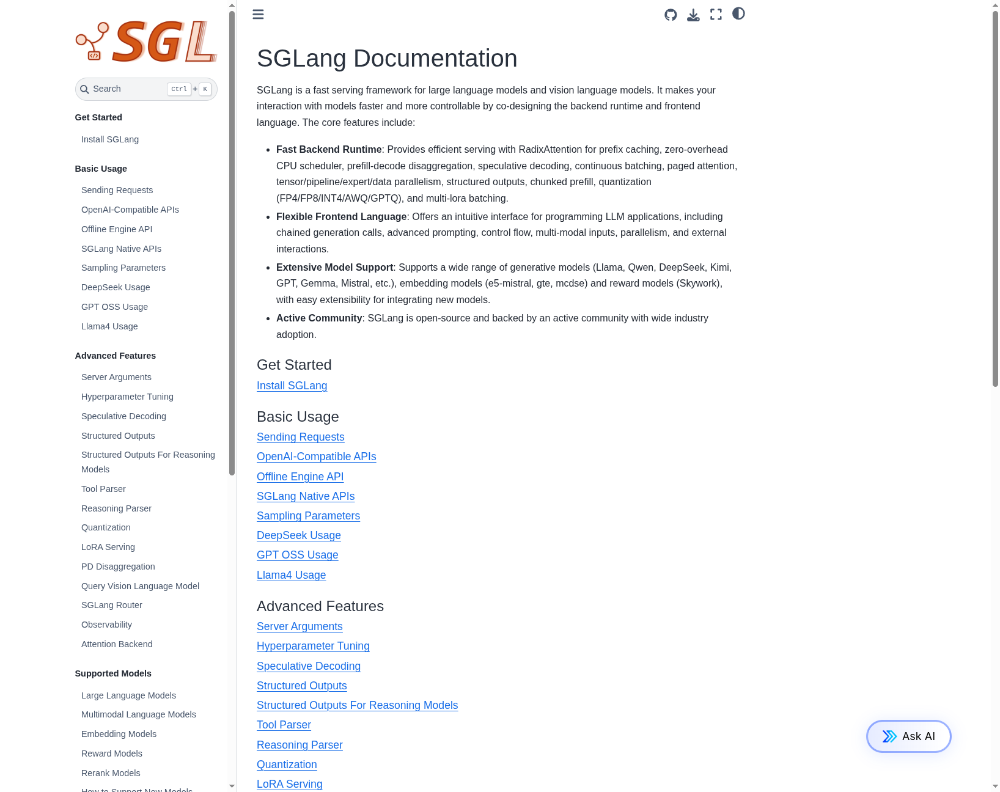 SGL
Search Ctrl + K
Get Started
Install SGLang
Basic Usage
Sending Requests
OpenAI-Compatible APIs
Offline Engine API
SGLang Native APIs
Sampling Parameters
DeepSeek Usage
GPT OSS Usage
Llama4 Usage
Advanced Features
Server Arguments
Hyperparameter Tuning
Speculative Decoding
Structured Outputs
Structured Outputs For Reasoning
Models
Tool Parser
Reasoning Parser
Quantization
LoRA Serving
PD Disaggregation
Query Vision Language Model
SGLang Router
Observability
Attention Backend
Supported Models
Large Language Models
Multimodal Language Models
Embedding Models
Reward Models
Rerank Models
How to Support New Models
SGLang Documentation
SGLang is a fast serving framework for large language models and vision language models. It makes your
interaction with models faster and more controllable by co-designing the backend runtime and frontend
language. The core features include:
• Fast Backend Runtime: Provides efficient serving with RadixAttention for prefix caching, zero-overhead
CPU scheduler, prefill-decode disaggregation, speculative decoding, continuous batching, paged attention,
tensor/pipeline/expert/data parallelism, structured outputs, chunked prefill, quantization
(FP4/FP8/INT4/AWQ/GPTQ), and multi-lora batching.
• Flexible Frontend Language: Offers an intuitive interface for programming LLM applications, including
chained generation calls, advanced prompting, control flow, multi-modal inputs, parallelism, and external
interactions.
• Extensive Model Support: Supports a wide range of generative models (Llama, Qwen, DeepSeek, Kimi,
GPT, Gemma, Mistral, etc.), embedding models (e5-mistral, gte, mcdse) and reward models (Skywork),
with easy extensibility for integrating new models.
• Active Community: SGLang is open-source and backed by an active community with wide industry
adoption.
Get Started
Install SGLang
Basic Usage
Sending Requests
OpenAI-Compatible APIs
Offline Engine API
SGLang Native APIs
Sampling Parameters
DeepSeek Usage
GPT OSS Usage
Llama4 Usage
Advanced Features
Server Arguments
Hyperparameter Tuning
Speculative Decoding
Structured Outputs
Structured Outputs For Reasoning Models
Tool Parser
Reasoning Parser
Quantization
LoRA Serving
Ask AI